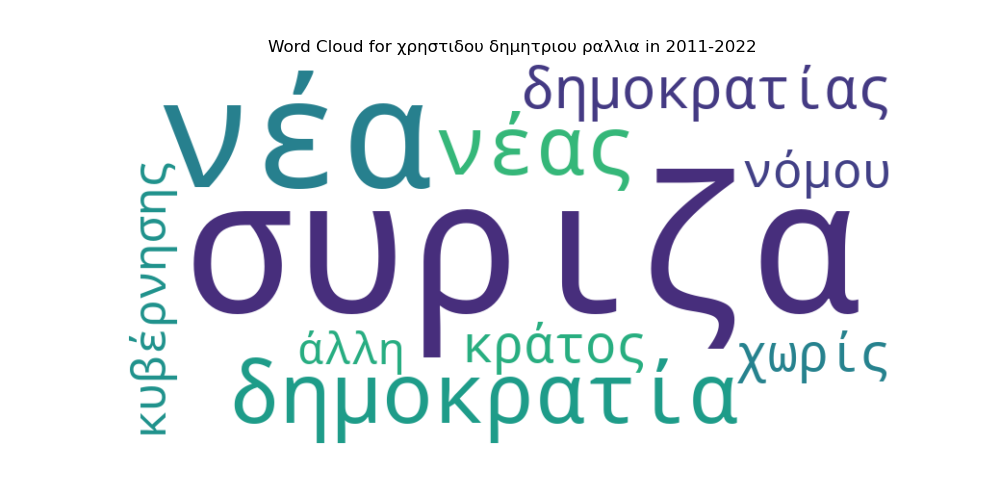 Word Cloud for χρηστιδου δημητριου ραλλια in 2011-2022
δημοκρατίας
νέα
νέας
νόμου
κυβέρνησης
συριζα
άλλη
κράτος
χωρίς
δημοκρατία